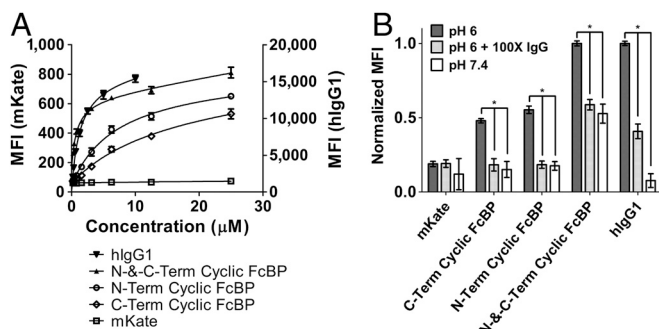 A
MFI (mKate)
1,000
800
600
400
200
0
0
5
10
15
20
25
30
Concentration (μM)
20,000
15,000
10,000
5,000
0
MFI (hIgG1)
hIgG1
N-&-C-Term Cyclic FcBP
N-Term Cyclic FcBP
C-Term Cyclic FcBP
mKate
B
Normalized MFI
1.0
0.5
0.0
pH 6
pH 6 + 100X IgG
pH 7.4
*
*
*
*
mKate
C-Term Cyclic FcBP
N-Term Cyclic FcBP
N-&-C-Term Cyclic FcBP
hIgG1